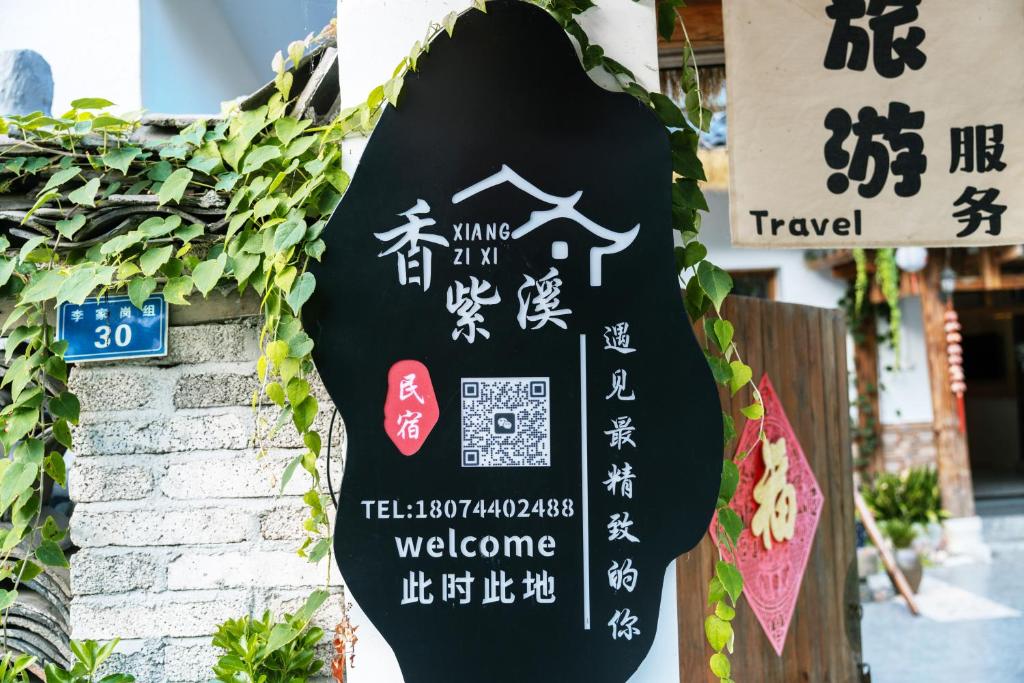 香紫溪
XIANG
ZI XI
民宿
遇见最精致的你
TEL:18074402488
welcome
此时此地
李家岗组
30
旅游
服务
Travel
福